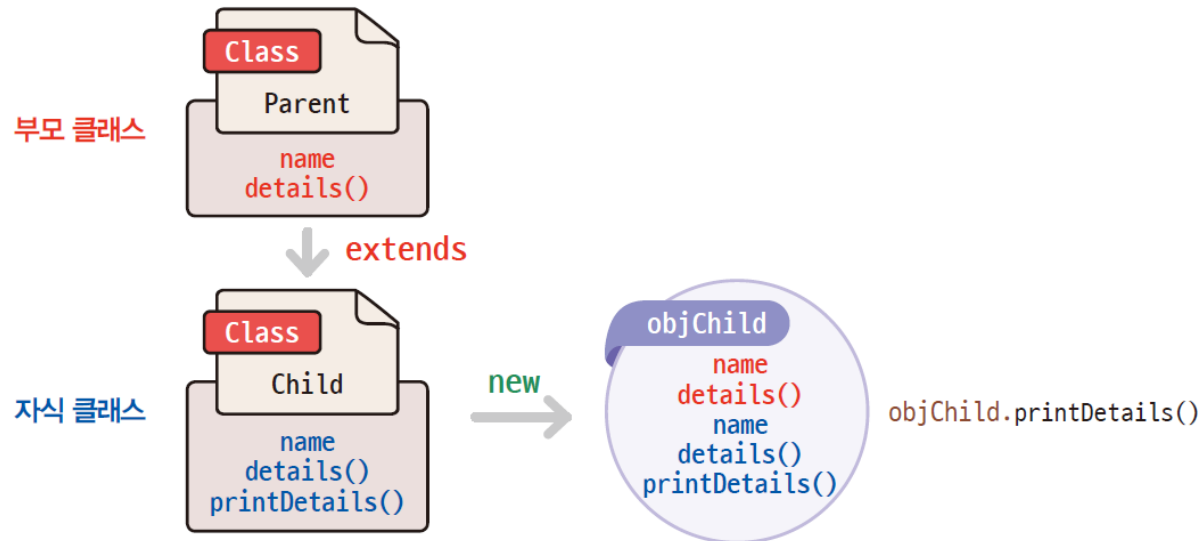 Class
Parent
부모 클래스
name
details()
extends
Class
Child
자식 클래스
name
details()
printDetails()
new
objChild
name
details()
name
details()
printDetails()
objChild.printDetails()